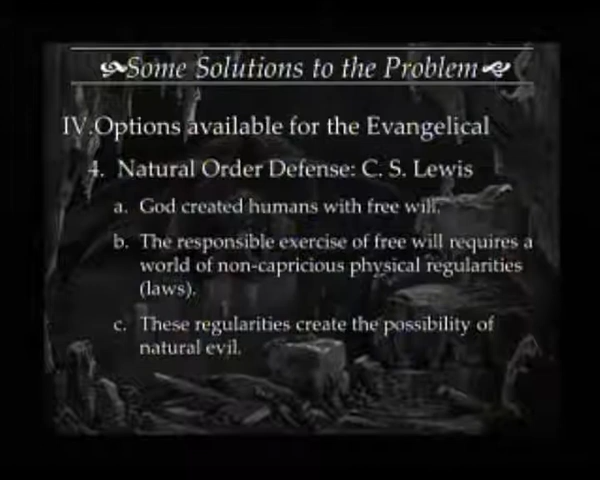 Some Solutions to the Problem
IV. Options available for the Evangelical
4. Natural Order Defense: C. S. Lewis
a. God created humans with free will.
b. The responsible exercise of free will requires a
world of non-capricious physical regularities
(laws).
c. These regularities create the possibility of
natural evil.